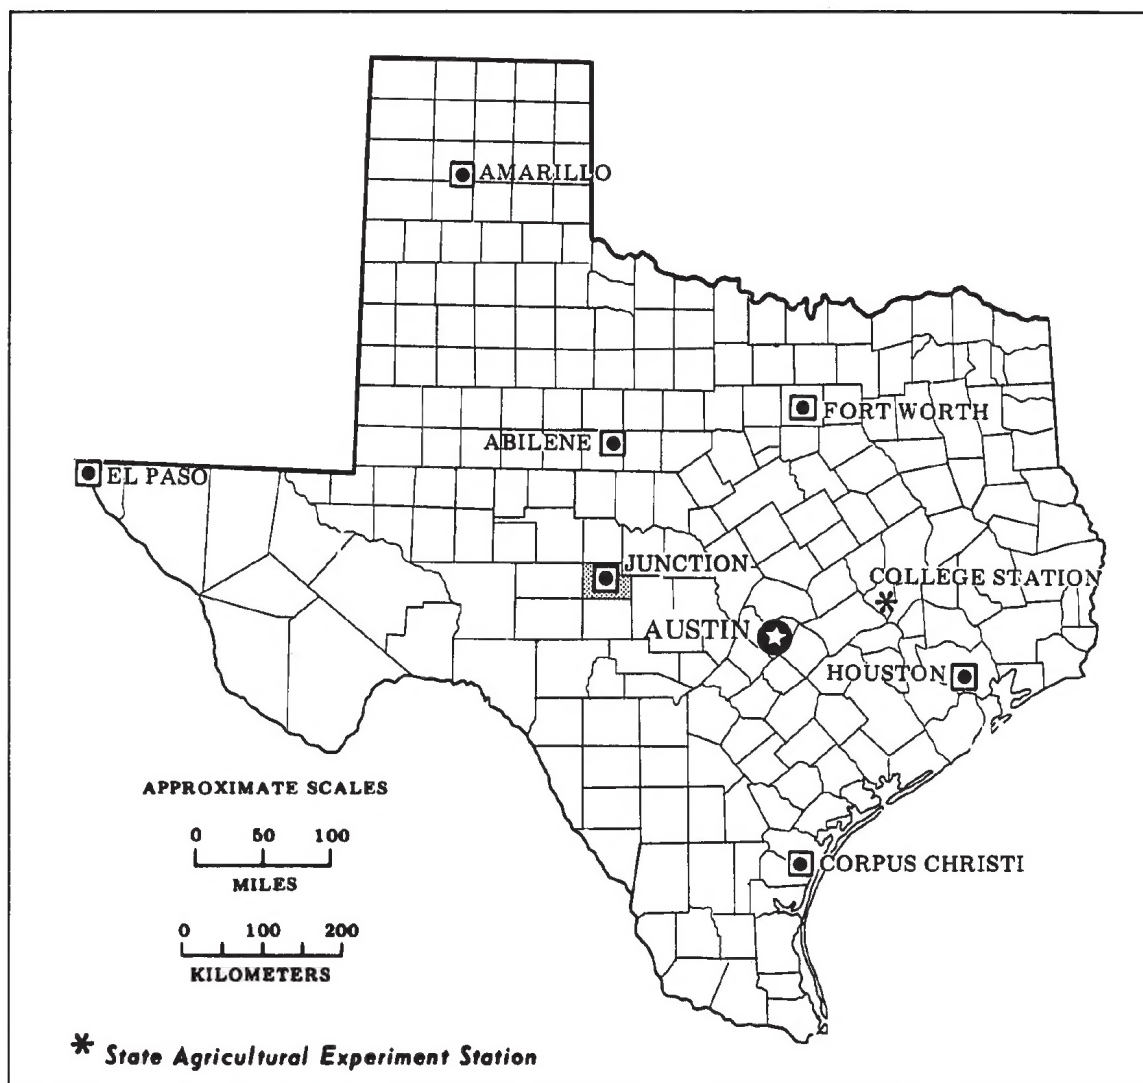 AMARILLO
FORT WORTH
ABILENE
EL PASO
JUNCTION
COLLEGE STATION
AUSTIN
HOUSTON
APPROXIMATE SCALES
0 50 100
MILES
CORPUS CHRISTI
0 100 200
KILOMETERS
* State Agricultural Experiment Station